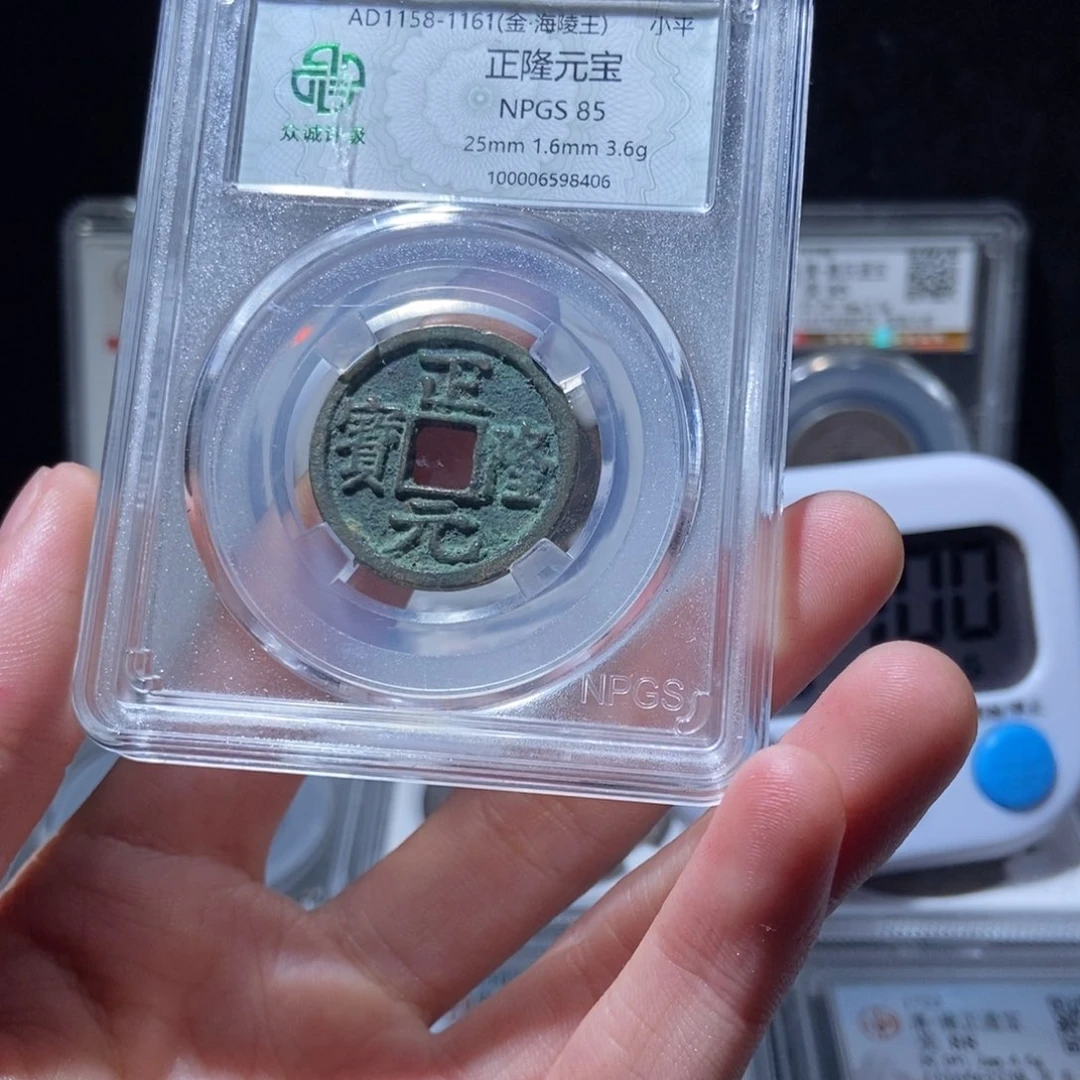 AD1158-1161(金·海陵王) 小平
正隆元宝
NPGS 85
25mm 1.6mm 3.6g
100006598406
众诚评级
正隆元寶
NPGS
00